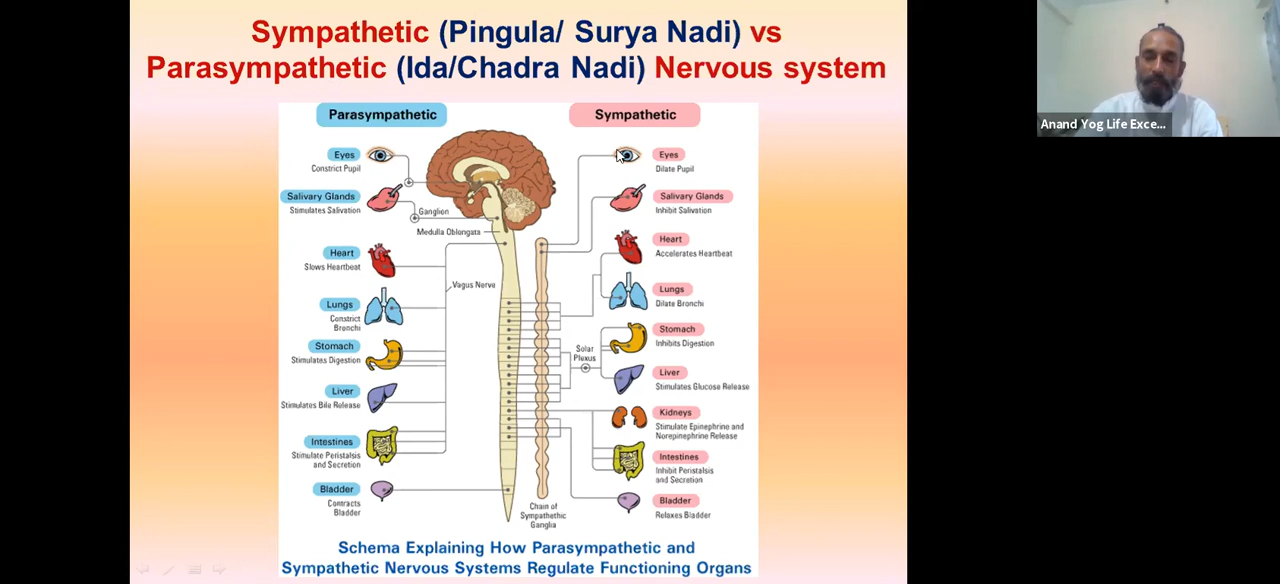 Sympathetic (Pingula/ Surya Nadi) vs
Parasympathetic (Ida/Chadra Nadi) Nervous system
Parasympathetic
Eyes
Constrict Pupil
Salivary Glands
Stimulates Salivation
Heart
Slows Heartbeat
Lungs
Constrict
Bronchi
Stomach
Stimulates Digestion
Liver
Stimulates Bile Release
Intestines
Stimulate Peristalsis
and Secretion
Bladder
Contracts
Bladder
Ganglion
Medulla Oblongata
Vagus Nerve
Solar
Plexus
Chain of
Sympathethic
Ganglia
Sympathetic
Eyes
Dilate Pupil
Salivary Glands
Inhibit Salivation
Heart
Accelerates Heartbeat
Lungs
Dilate Bronchi
Stomach
Inhibits Digestion
Liver
Stimulates Glucose Release
Kidneys
Stimulate Epinephrine and
Norepinephrine Release
Intestines
Inhibit Peristalsis
and Secretion
Bladder
Relaxes Bladder
Schema Explaining How Parasympathetic and
Sympathetic Nervous Systems Regulate Functioning Organs
Anand Yog Life Exce...